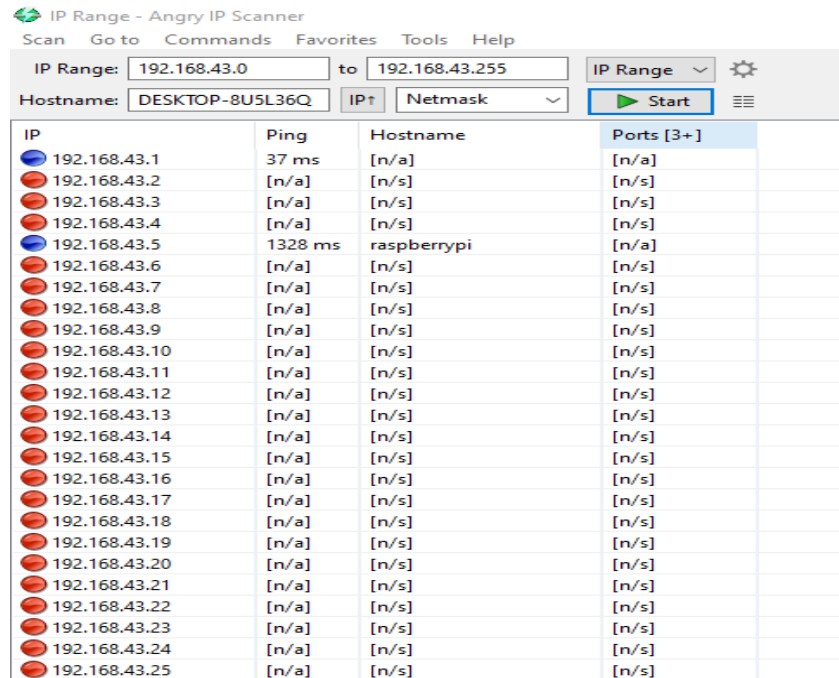 IP Range - Angry IP Scanner
Scan Go to Commands Favorites Tools Help
IP Range: 192.168.43.0 to 192.168.43.255 IP Range
Hostname: DESKTOP-8U5L36Q IP↑ Netmask Start
IP Ping Hostname Ports [3+]
192.168.43.1 37 ms [n/a] [n/a]
192.168.43.2 [n/a] [n/s] [n/s]
192.168.43.3 [n/a] [n/s] [n/s]
192.168.43.4 [n/a] [n/s] [n/s]
192.168.43.5 1328 ms raspberrypi [n/a]
192.168.43.6 [n/a] [n/s] [n/s]
192.168.43.7 [n/a] [n/s] [n/s]
192.168.43.8 [n/a] [n/s] [n/s]
192.168.43.9 [n/a] [n/s] [n/s]
192.168.43.10 [n/a] [n/s] [n/s]
192.168.43.11 [n/a] [n/s] [n/s]
192.168.43.12 [n/a] [n/s] [n/s]
192.168.43.13 [n/a] [n/s] [n/s]
192.168.43.14 [n/a] [n/s] [n/s]
192.168.43.15 [n/a] [n/s] [n/s]
192.168.43.16 [n/a] [n/s] [n/s]
192.168.43.17 [n/a] [n/s] [n/s]
192.168.43.18 [n/a] [n/s] [n/s]
192.168.43.19 [n/a] [n/s] [n/s]
192.168.43.20 [n/a] [n/s] [n/s]
192.168.43.21 [n/a] [n/s] [n/s]
192.168.43.22 [n/a] [n/s] [n/s]
192.168.43.23 [n/a] [n/s] [n/s]
192.168.43.24 [n/a] [n/s] [n/s]
192.168.43.25 [n/a] [n/s] [n/s]